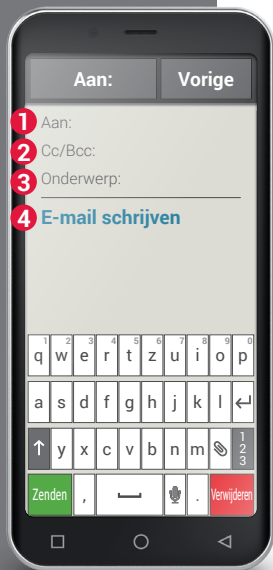 Aan: Vorige
1 Aan:
2 Cc/Bcc:
3 Onderwerp:
4 E-mail schrijven
1 2 3 4 5 6 7 8 9 0
q w e r t z u i o p
a s d f g h j k l
y x c v b n m 1 2 3
Zenden , . Verwijderen